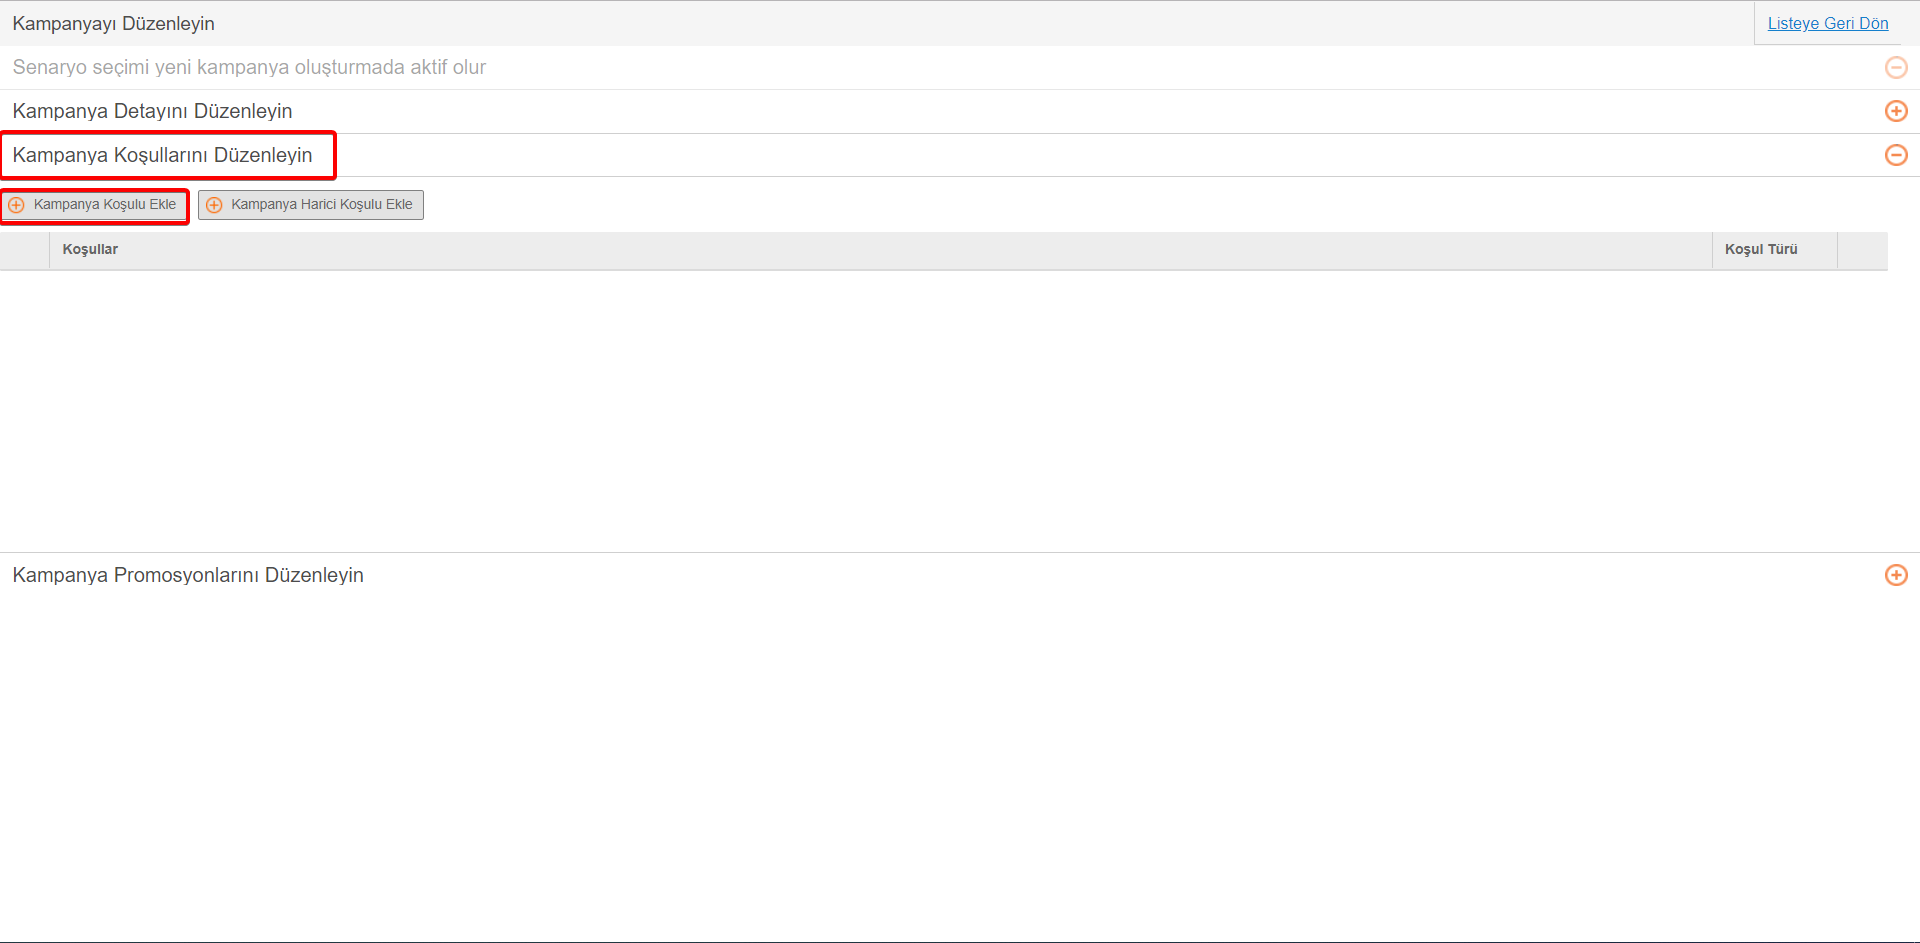 Kampanyayı Düzenleyin
Listeye Geri Dön
Senaryo seçimi yeni kampanya oluşturmada aktif olur
Kampanya Detayını Düzenleyin
Kampanya Koşullarını Düzenleyin
Kampanya Koşulu Ekle
Kampanya Harici Koşulu Ekle
Koşullar
Koşul Türü
Kampanya Promosyonlarını Düzenleyin